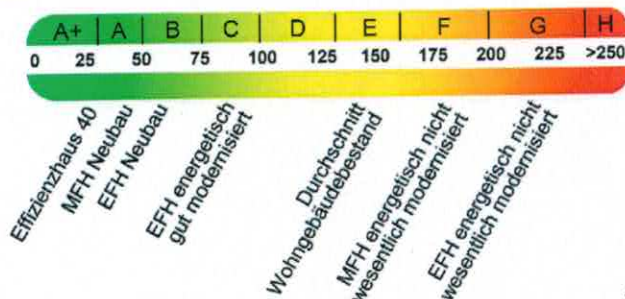 A+ A B C D E F G H
0 25 50 75 100 125 150 175 200 225 >250
Effizienzhaus 40
MFH Neubau
EFH Neubau
EFH energetisch
gut modernisiert
Durchschnitt
Wohngebäudebestand
MFH energetisch nicht
wesentlich modernisiert
EFH energetisch nicht
wesentlich modernisiert